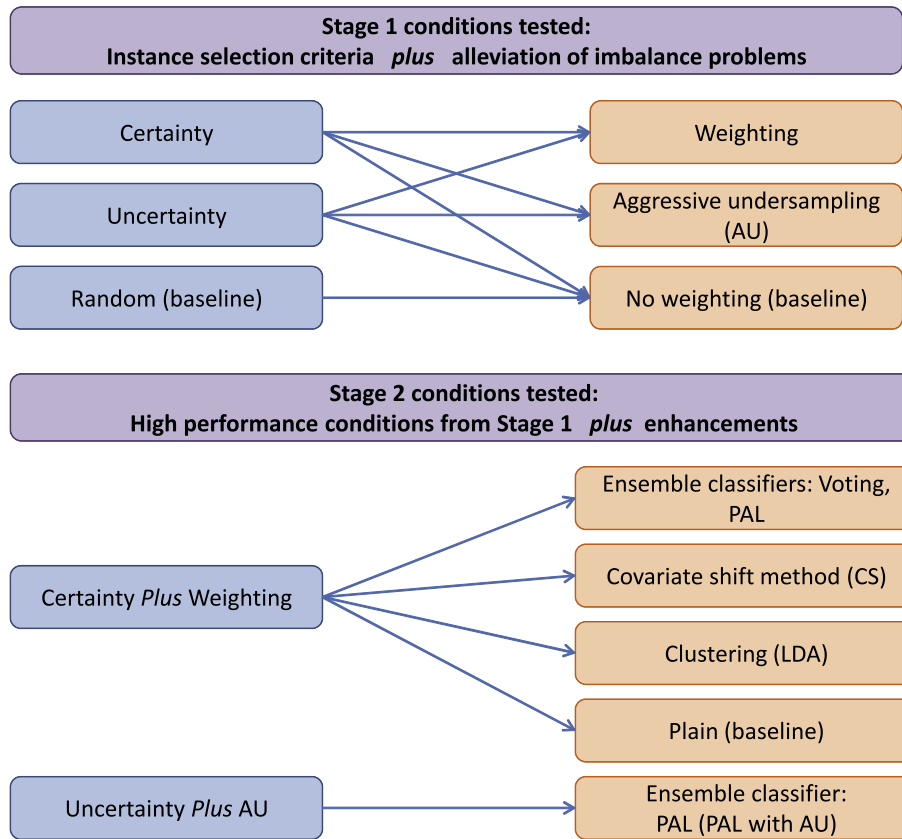 Stage 1 conditions tested:
Instance selection criteria plus alleviation of imbalance problems
Certainty
Weighting
Uncertainty
Aggressive undersampling
(AU)
Random (baseline)
No weighting (baseline)
Stage 2 conditions tested:
High performance conditions from Stage 1 plus enhancements
Ensemble classifiers: Voting,
PAL
Certainty Plus Weighting
Covariate shift method (CS)
Clustering (LDA)
Plain (baseline)
Uncertainty Plus AU
Ensemble classifier:
PAL (PAL with AU)